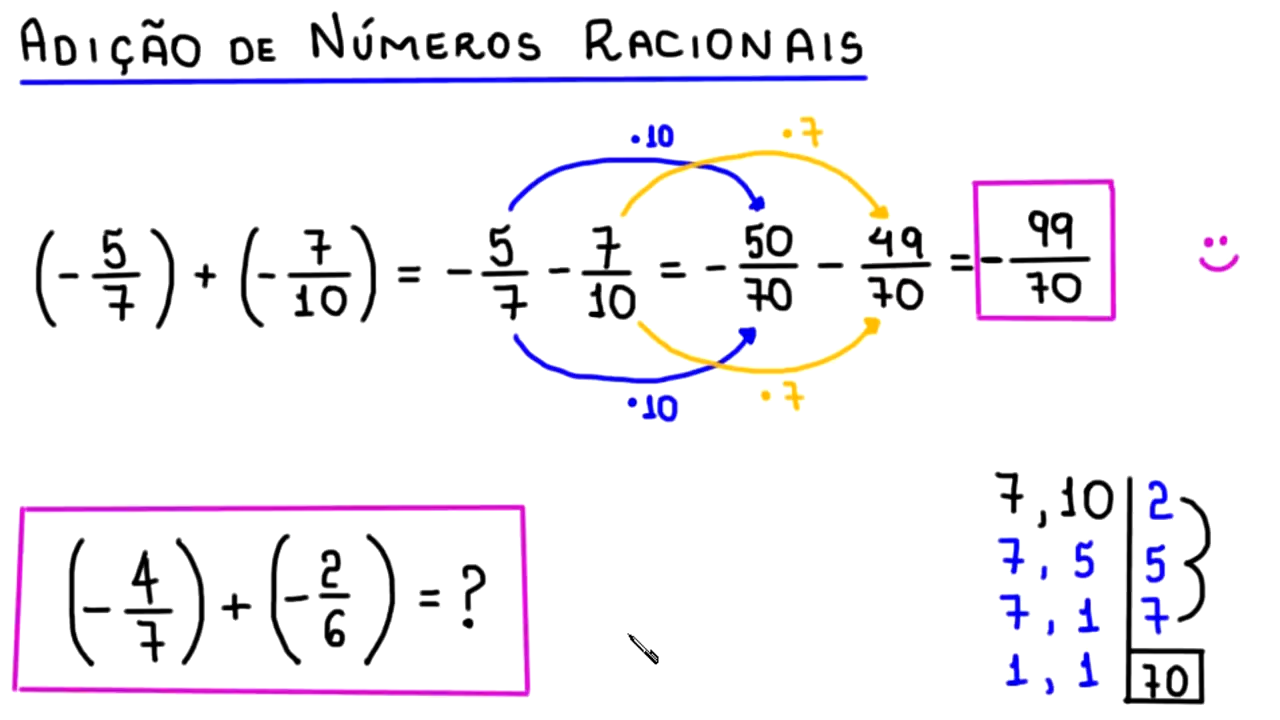 ADIÇÃO DE NÚMEROS RACIONAIS
·10 ·7
(-5/7) + (-7/10) = -5/7 - 7/10 = -50/70 - 49/70 = -99/70
·10 ·7
(-4/7) + (-2/6) = ?
7, 10 | 2
7, 5 | 5
7, 1 | 7
1, 1 | 70